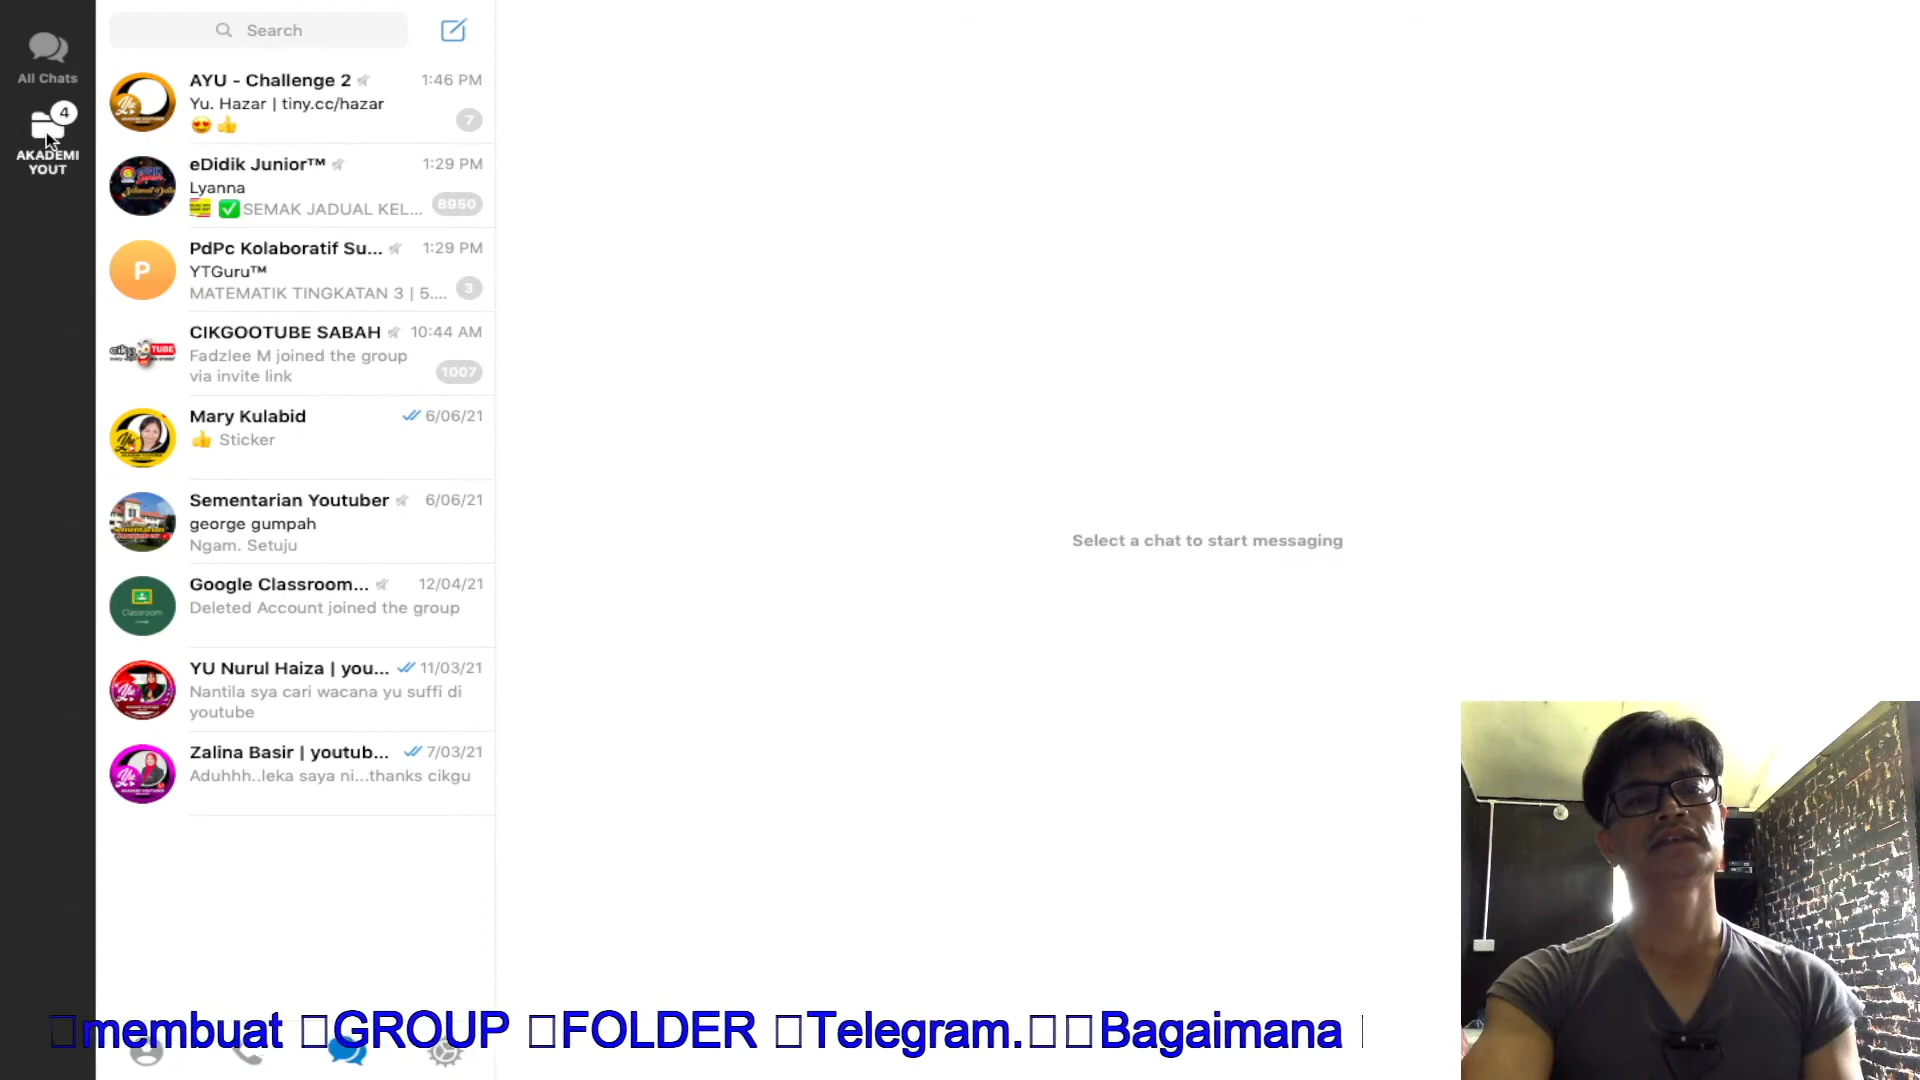 Search
All Chats
4
AKADEMI
YOUT
AYU - Challenge 2 1:46 PM
Yu. Hazar | tiny.cc/hazar
😍👍 7
eDidik Junior™ 1:29 PM
Lyanna
✅SEMAK JADUAL KEL... 8950
P
PdPc Kolaboratif Su... 1:29 PM
YTGuru™
MATEMATIK TINGKATAN 3 | 5.... 3
CIKGOOTUBE SABAH 10:44 AM
Fadzlee M joined the group
via invite link 1007
Mary Kulabid 6/06/21
👍 Sticker
Sementarian Youtuber 6/06/21
george gumpah
Ngam. Setuju
Google Classroom... 12/04/21
Deleted Account joined the group
Classroom
YU Nurul Haiza | you... 11/03/21
Nantila sya cari wacana yu suffi di
youtube
Zalina Basir | youtub... 7/03/21
Aduhhh..leka saya ni...thanks cikgu
Select a chat to start messaging
membuat GROUP FOLDER Telegram. Bagaimana